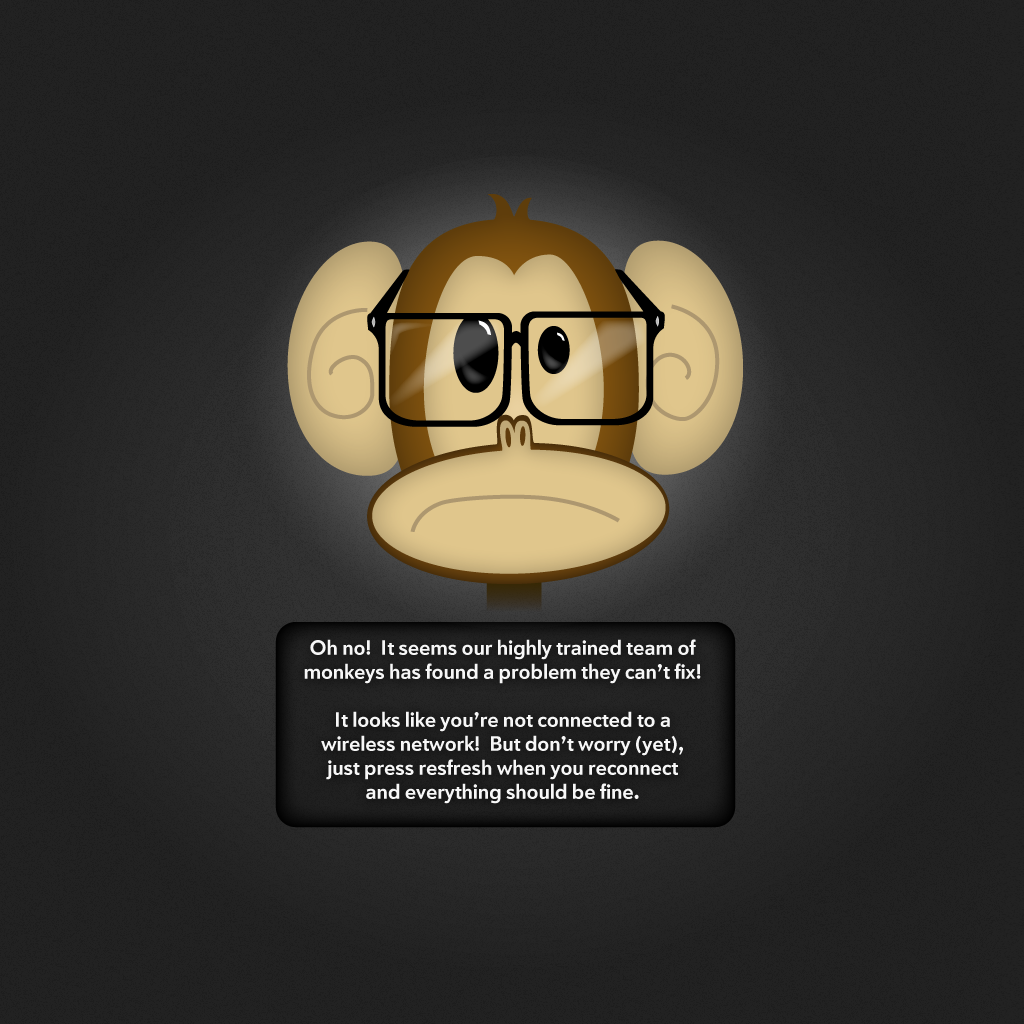 Oh no!  It seems our highly trained team of
monkeys has found a problem they can’t fix!
It looks like you’re not connected to a
wireless network!  But don’t worry (yet),
just press resfresh when you reconnect
and everything should be fine.